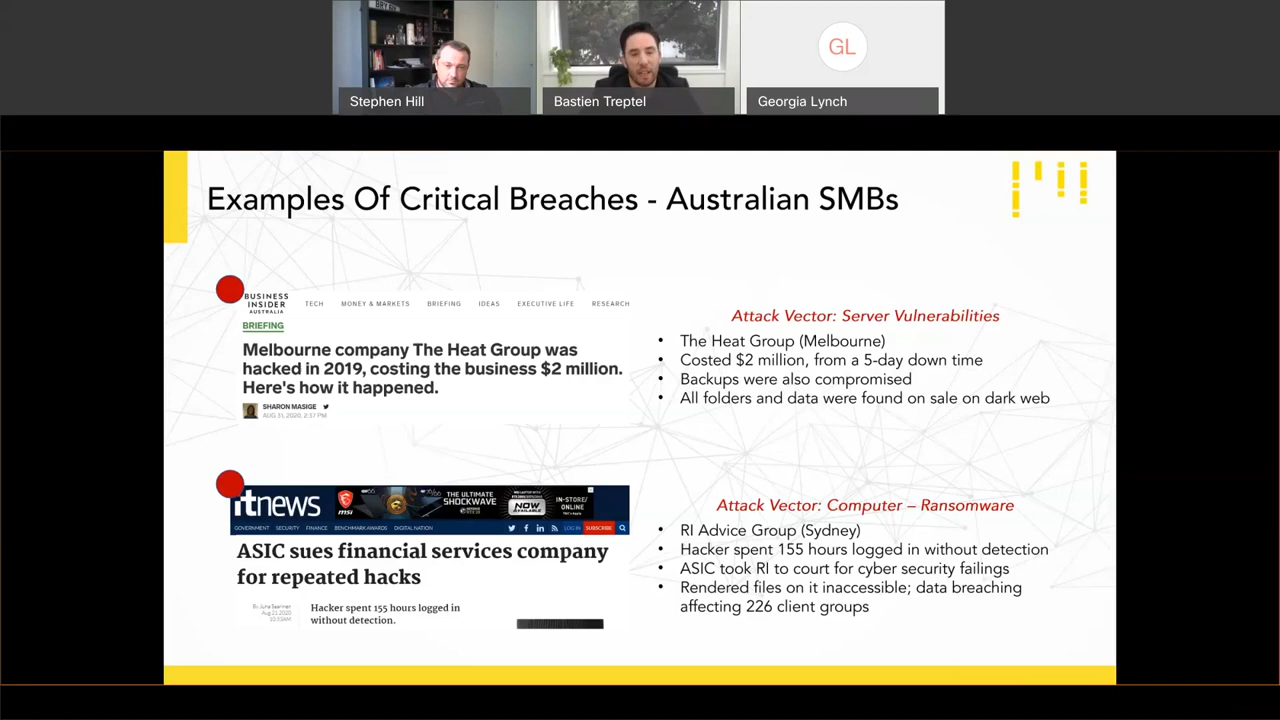 Stephen Hill
Bastien Treptel
GL
Georgia Lynch
Examples Of Critical Breaches - Australian SMBs
BUSINESS
INSIDER
AUSTRALIA
TECH MONEY & MARKETS BRIEFING IDEAS EXECUTIVE LIFE RESEARCH
BRIEFING
Melbourne company The Heat Group was
hacked in 2019, costing the business $2 million.
Here's how it happened.
SHARON MASIGE
AUG 31, 2020, 2:37 PM
Attack Vector: Server Vulnerabilities
• The Heat Group (Melbourne)
• Costed $2 million, from a 5-day down time
• Backups were also compromised
• All folders and data were found on sale on dark web
itnews
msi
THE ULTIMATE
SHOCKWAVE
NOW
AVAILABLE
IN-STORE/
ONLINE
GOVERNMENT SECURITY FINANCE BENCHMARK AWARDS DIGITAL NATION LOG IN SUBSCRIBE
ASIC sues financial services company
for repeated hacks
By Juha Saarinen
Aug 21 2020
10:33AM
Hacker spent 155 hours logged in
without detection.
Attack Vector: Computer – Ransomware
• RI Advice Group (Sydney)
• Hacker spent 155 hours logged in without detection
• ASIC took RI to court for cyber security failings
• Rendered files on it inaccessible; data breaching
affecting 226 client groups